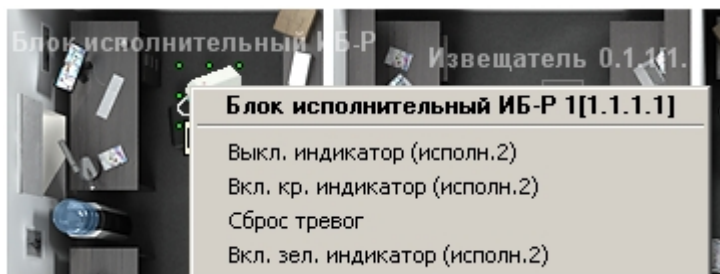 Блок исполнительный ИБ-Р
Извещатель 0.1.1.1.
Блок исполнительный ИБ-Р 1[1.1.1.1]
Выкл. индикатор (исполн.2)
Вкл. кр. индикатор (исполн.2)
Сброс тревог
Вкл. зел. индикатор (исполн.2)